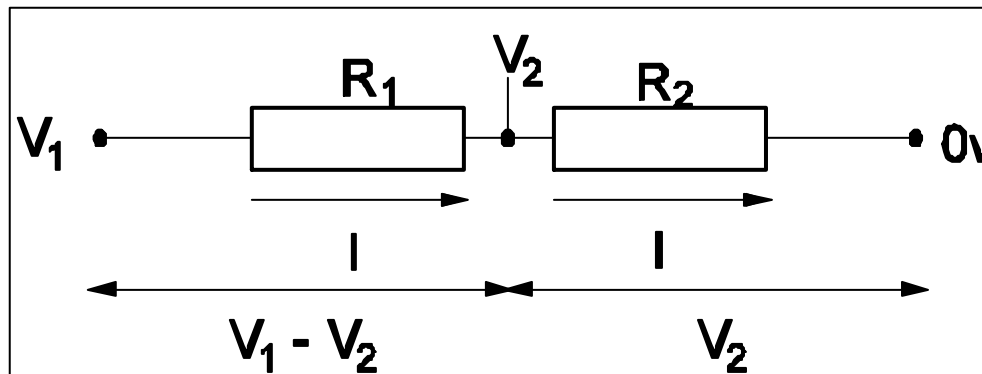 V₂
R₁ R₂
V₁ 0v
I I
V₁ - V₂ V₂